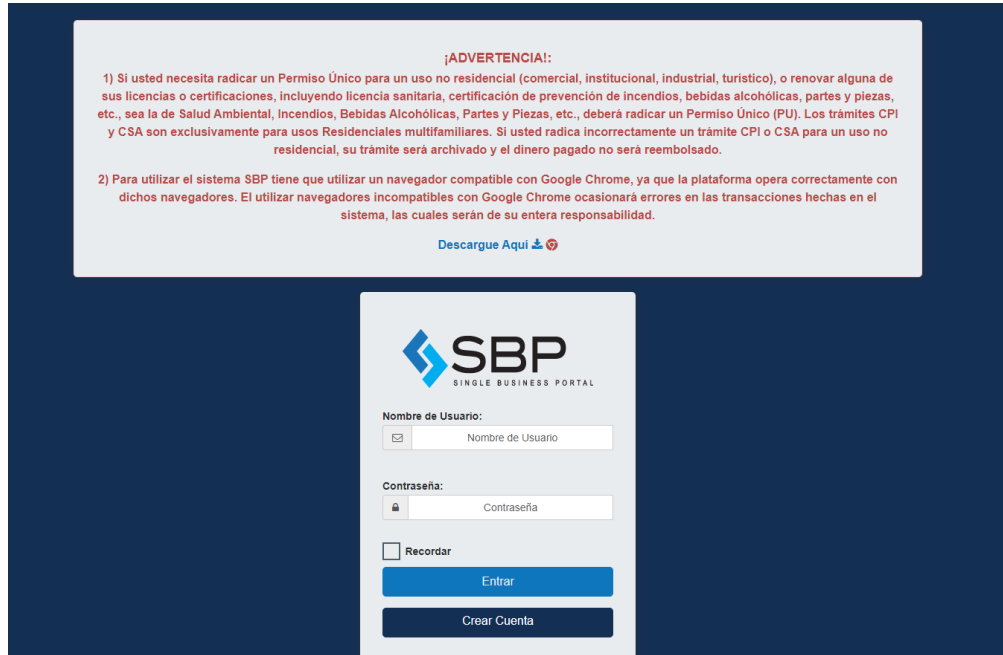 ¡ADVERTENCIA!:
1) Si usted necesita radicar un Permiso Único para un uso no residencial (comercial, institucional, industrial, turistico), o renovar alguna de
sus licencias o certificaciones, incluyendo licencia sanitaria, certificación de prevención de incendios, bebidas alcohólicas, partes y piezas,
etc., sea la de Salud Ambiental, Incendios, Bebidas Alcohólicas, Partes y Piezas, etc., deberá radicar un Permiso Único (PU). Los trámites CPI
y CSA son exclusivamente para usos Residenciales multifamiliares. Si usted radica incorrectamente un trámite CPI o CSA para un uso no
residencial, su trámite será archivado y el dinero pagado no será reembolsado.
2) Para utilizar el sistema SBP tiene que utilizar un navegador compatible con Google Chrome, ya que la plataforma opera correctamente con
dichos navegadores. El utilizar navegadores incompatibles con Google Chrome ocasionará errores en las transacciones hechas en el
sistema, las cuales serán de su entera responsabilidad.
Descargue Aquí
SBP
SINGLE BUSINESS PORTAL
Nombre de Usuario:
Nombre de Usuario
Contraseña:
Contraseña
Recordar
Entrar
Crear Cuenta